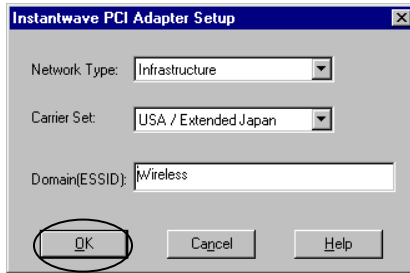 Instantwave PCI Adapter Setup
Network Type: Infrastructure
Carrier Set: USA / Extended Japan
Domain(ESSID): Wireless
OK Cancel Help